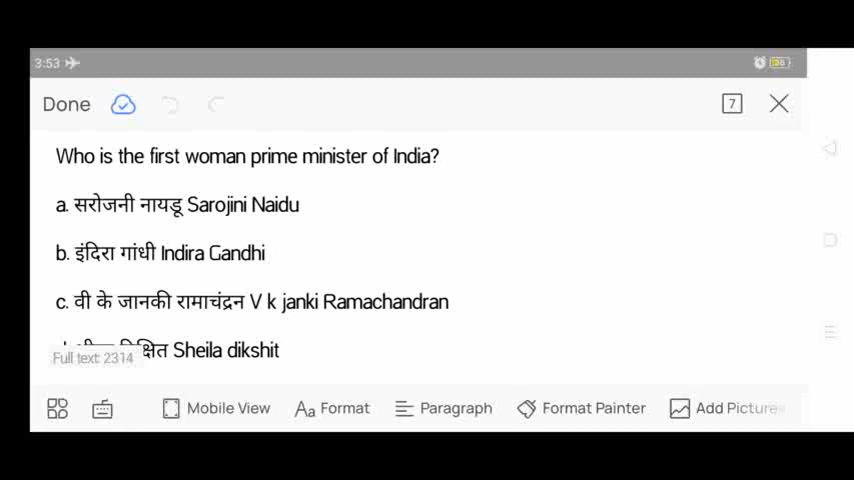 3:53
Done
7
Who is the first woman prime minister of India?
a. सरोजनी नायडू Sarojini Naidu
b. इंदिरा गांधी Indira Gandhi
c. वी के जानकी रामाचंद्रन V k janki Ramachandran
Sheila dikshit
Full text: 2314
Mobile View Aa Format Paragraph Format Painter Add Picture